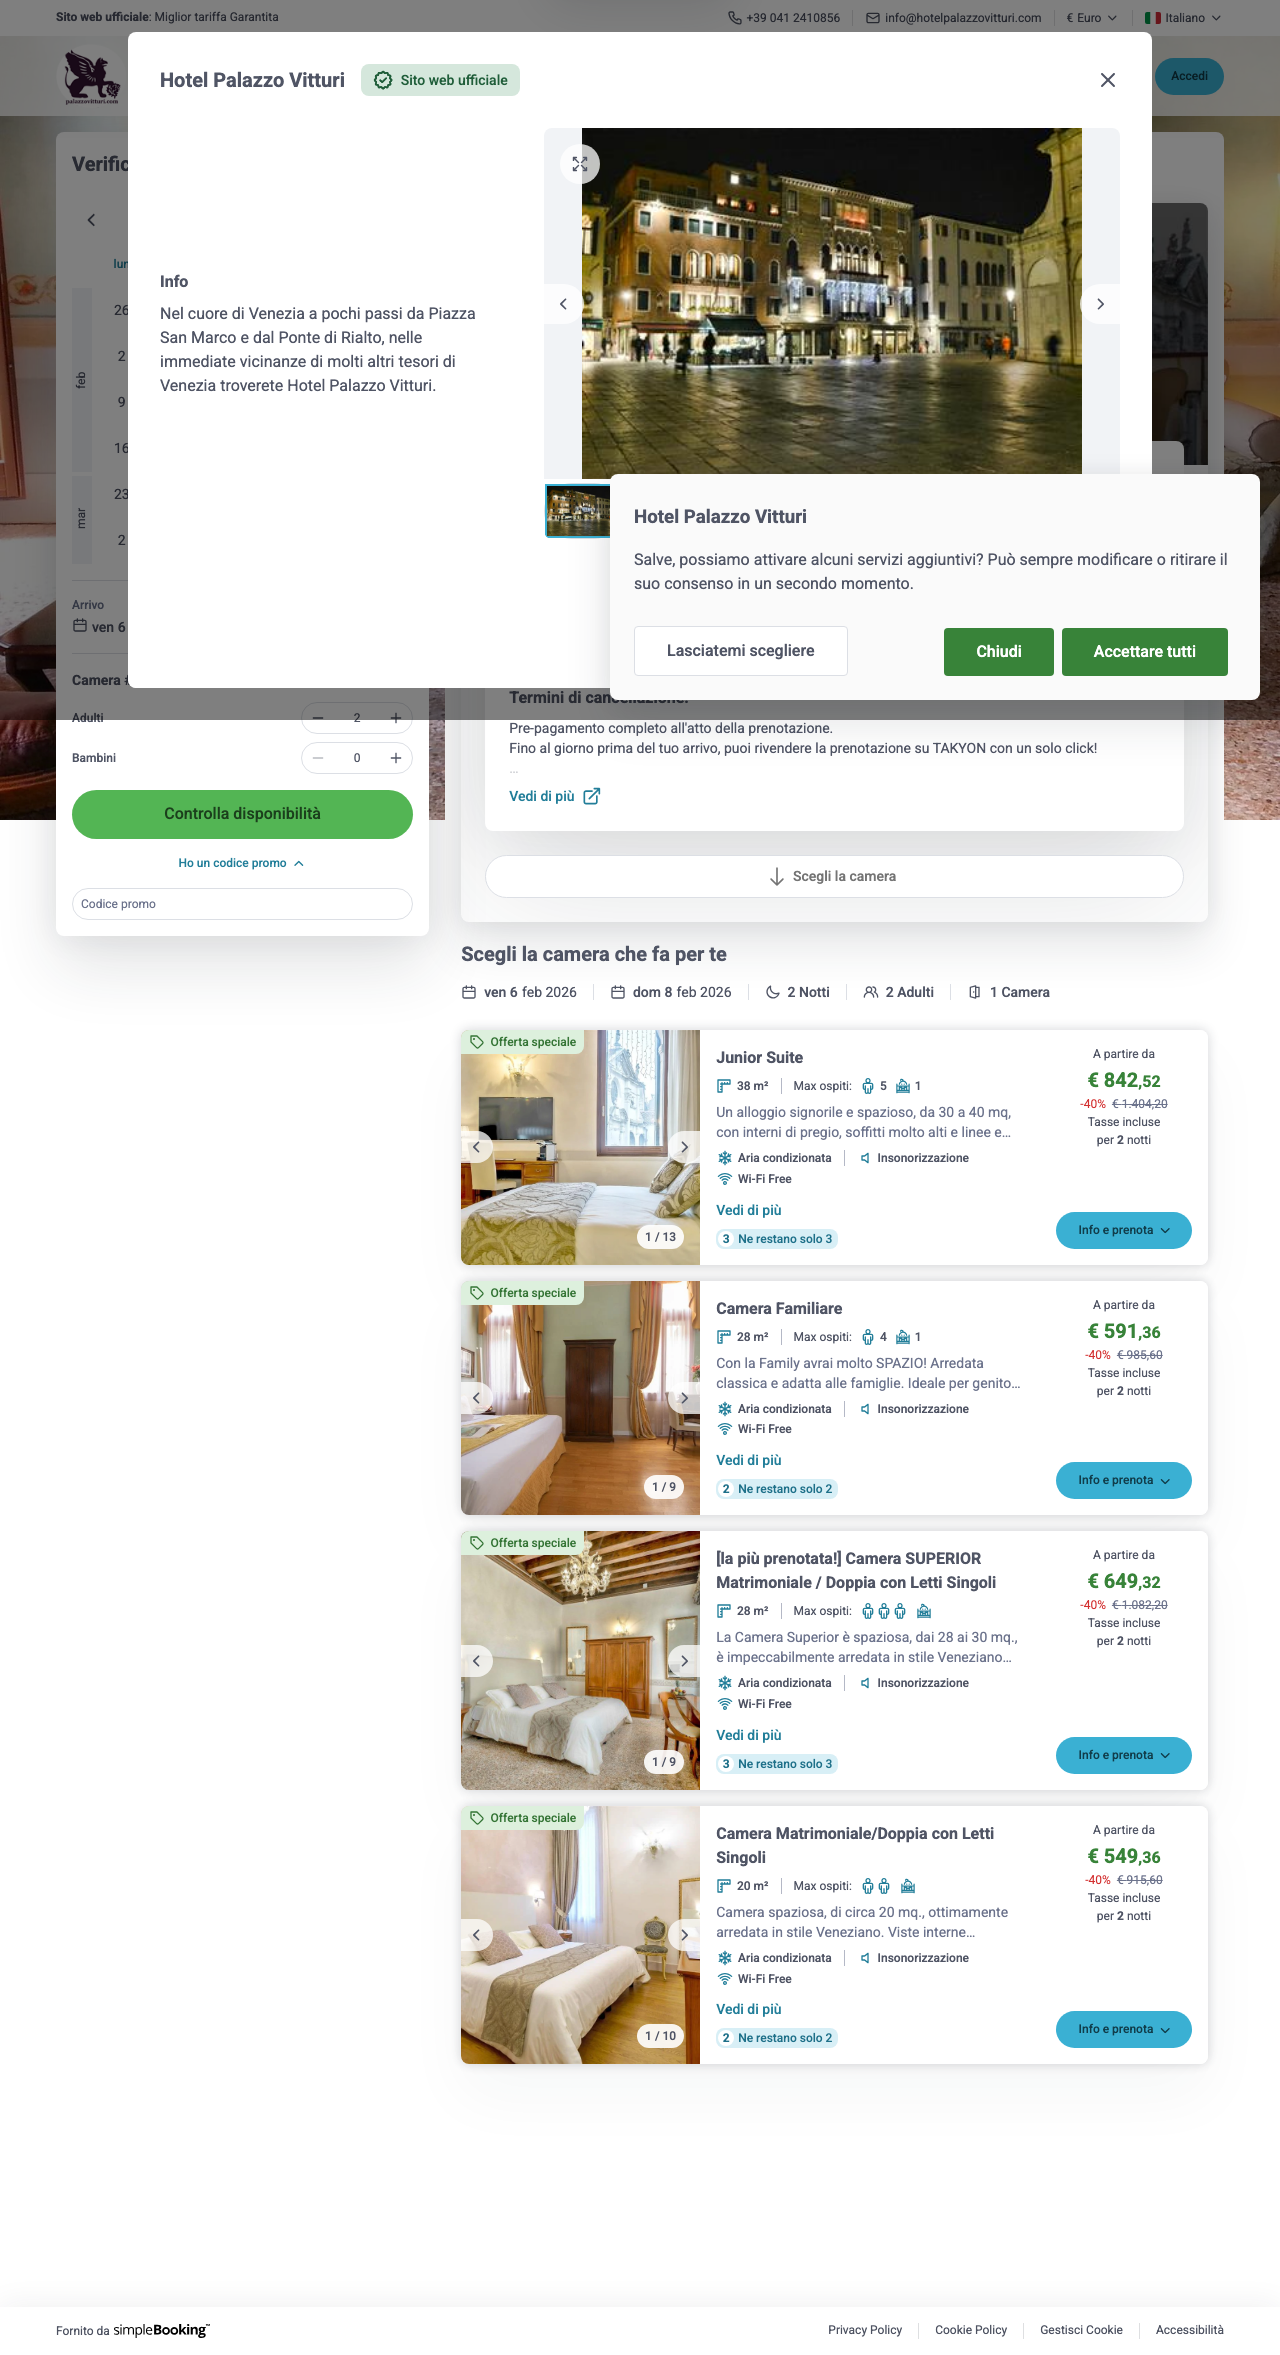 Sito web ufficiale: Miglior tariffa Garantita
+39 041 2410856
info@hotelpalazzovitturi.com
€ Euro
Italiano
palazzovitturi.com
Accedi
Hotel Palazzo Vitturi
Sito web ufficiale
Info
Nel cuore di Venezia a pochi passi da Piazza
San Marco e dal Ponte di Rialto, nelle
immediate vicinanze di molti altri tesori di
Venezia troverete Hotel Palazzo Vitturi.
lun
26
2
9
16
23
2
feb
mar
Arrivo
ven 6
Camera
Adulti
2
Bambini
0
Controlla disponibilità
Ho un codice promo
Codice promo
Hotel Palazzo Vitturi
Salve, possiamo attivare alcuni servizi aggiuntivi? Può sempre modificare o ritirare il
suo consenso in un secondo momento.
Lasciatemi scegliere
Chiudi
Accettare tutti
Termini di cancellazione:
Pre-pagamento completo all'atto della prenotazione.
Fino al giorno prima del tuo arrivo, puoi rivendere la prenotazione su TAKYON con un solo click!
...
Vedi di più
Scegli la camera
Scegli la camera che fa per te
ven 6 feb 2026
dom 8 feb 2026
2 Notti
2 Adulti
1 Camera
Offerta speciale
1 / 13
Junior Suite
38 m²
Max ospiti: 5 1
Un alloggio signorile e spazioso, da 30 a 40 mq,
con interni di pregio, soffitti molto alti e linee e...
Aria condizionata
Insonorizzazione
Wi-Fi Free
Vedi di più
3 Ne restano solo 3
A partire da
€ 842,52
-40% € 1.404,20
Tasse incluse
per 2 notti
Info e prenota
Offerta speciale
1 / 9
Camera Familiare
28 m²
Max ospiti: 4 1
Con la Family avrai molto SPAZIO! Arredata
classica e adatta alle famiglie. Ideale per genito...
Aria condizionata
Insonorizzazione
Wi-Fi Free
Vedi di più
2 Ne restano solo 2
A partire da
€ 591,36
-40% € 985,60
Tasse incluse
per 2 notti
Info e prenota
Offerta speciale
1 / 9
[la più prenotata!] Camera SUPERIOR
Matrimoniale / Doppia con Letti Singoli
28 m²
Max ospiti:
La Camera Superior è spaziosa, dai 28 ai 30 mq.,
è impeccabilmente arredata in stile Veneziano...
Aria condizionata
Insonorizzazione
Wi-Fi Free
Vedi di più
3 Ne restano solo 3
A partire da
€ 649,32
-40% € 1.082,20
Tasse incluse
per 2 notti
Info e prenota
Offerta speciale
1 / 10
Camera Matrimoniale/Doppia con Letti
Singoli
20 m²
Max ospiti:
Camera spaziosa, di circa 20 mq., ottimamente
arredata in stile Veneziano. Viste interne...
Aria condizionata
Insonorizzazione
Wi-Fi Free
Vedi di più
2 Ne restano solo 2
A partire da
€ 549,36
-40% € 915,60
Tasse incluse
per 2 notti
Info e prenota
Fornito da simpleBooking™
Privacy Policy
Cookie Policy
Gestisci Cookie
Accessibilità